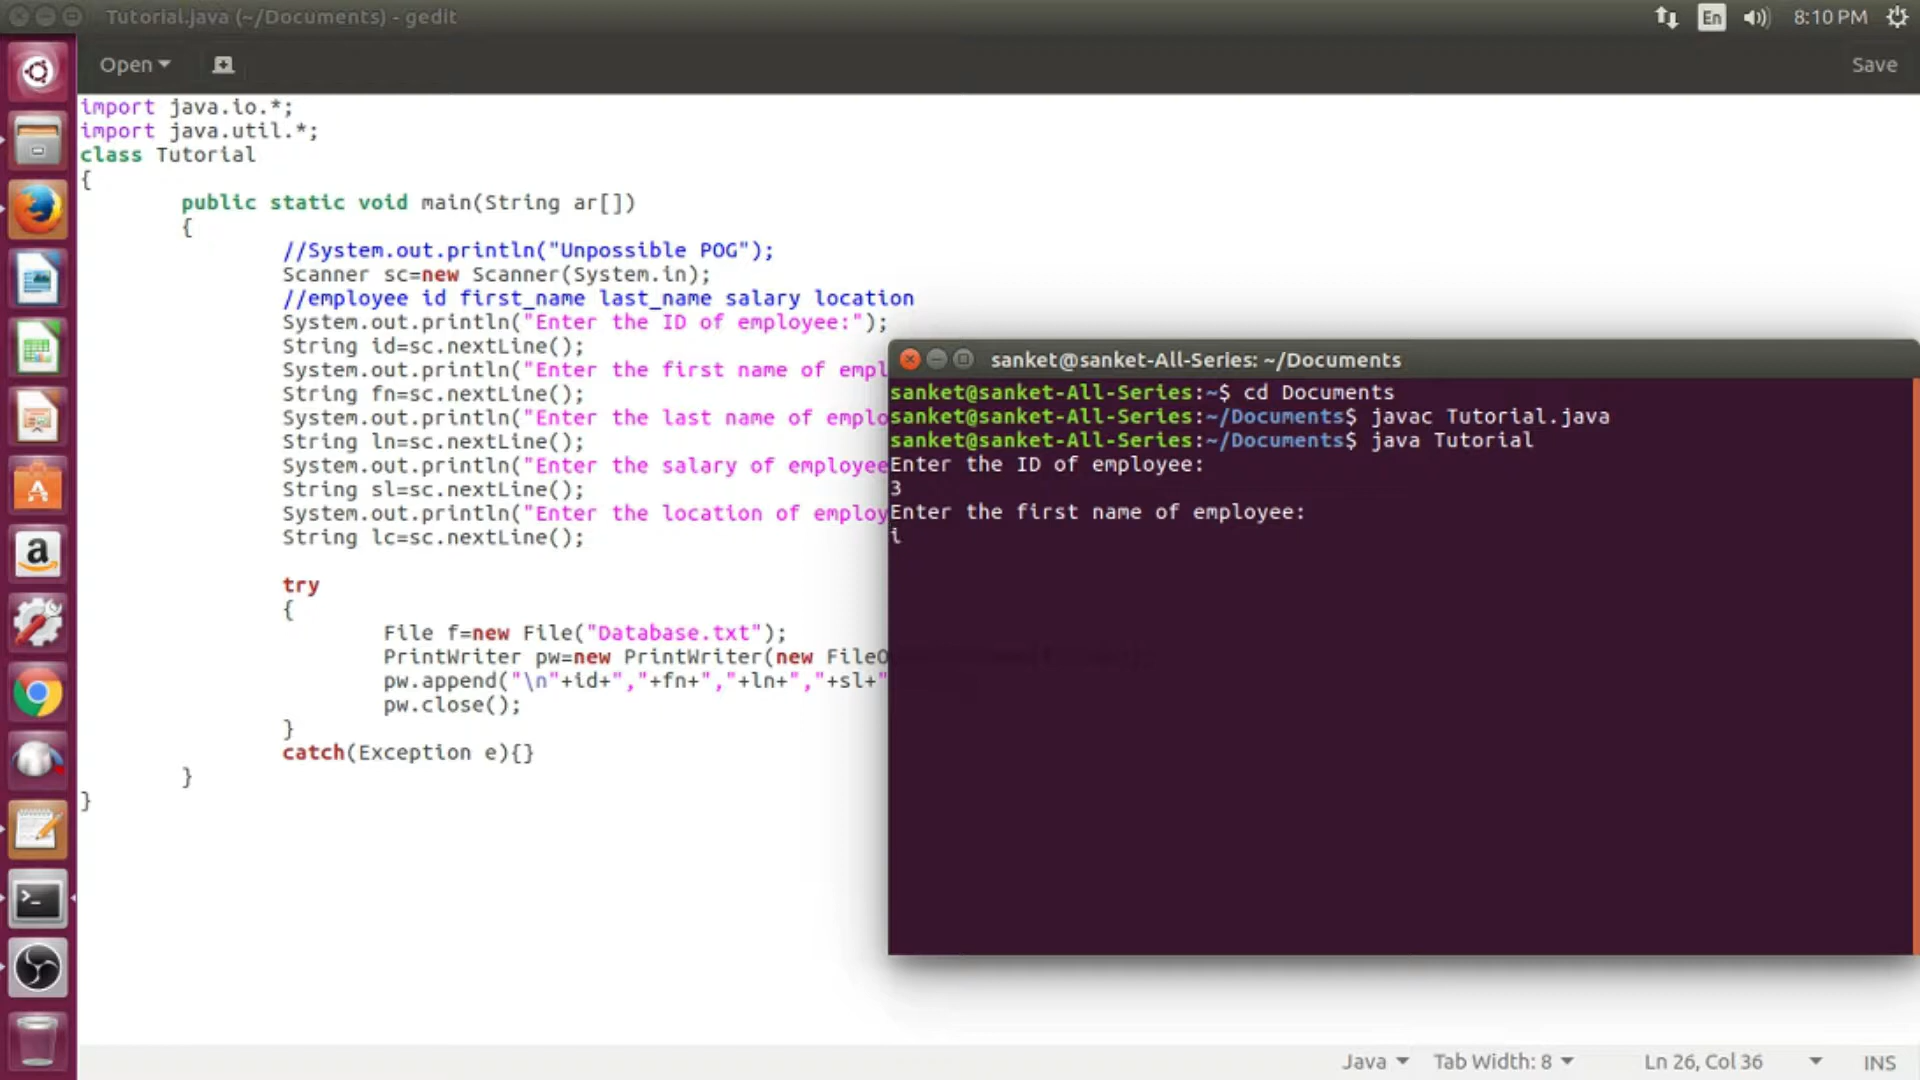 Tutorial.java (~/Documents) - gedit
En
8:10 PM
Open
Save
import java.io.*;
import java.util.*;
class Tutorial
{
public static void main(String ar[])
{
//System.out.println("Unpossible POG");
Scanner sc=new Scanner(System.in);
//employee id first_name last_name salary location
System.out.println("Enter the ID of employee:");
String id=sc.nextLine();
System.out.println("Enter the first name of empl
String fn=sc.nextLine();
System.out.println("Enter the last name of emplo
String ln=sc.nextLine();
System.out.println("Enter the salary of employee
String sl=sc.nextLine();
System.out.println("Enter the location of employ
String lc=sc.nextLine();
try
{
File f=new File("Database.txt");
PrintWriter pw=new PrintWriter(new FileO
pw.append("\n"+id+","+fn+","+ln+","+sl+"
pw.close();
}
catch(Exception e){}
}
}
sanket@sanket-All-Series: ~/Documents
sanket@sanket-All-Series:~$ cd Documents
sanket@sanket-All-Series:~/Documents$ javac Tutorial.java
sanket@sanket-All-Series:~/Documents$ java Tutorial
Enter the ID of employee:
3
Enter the first name of employee:
i
a
Java
Tab Width: 8
Ln 26, Col 36
INS